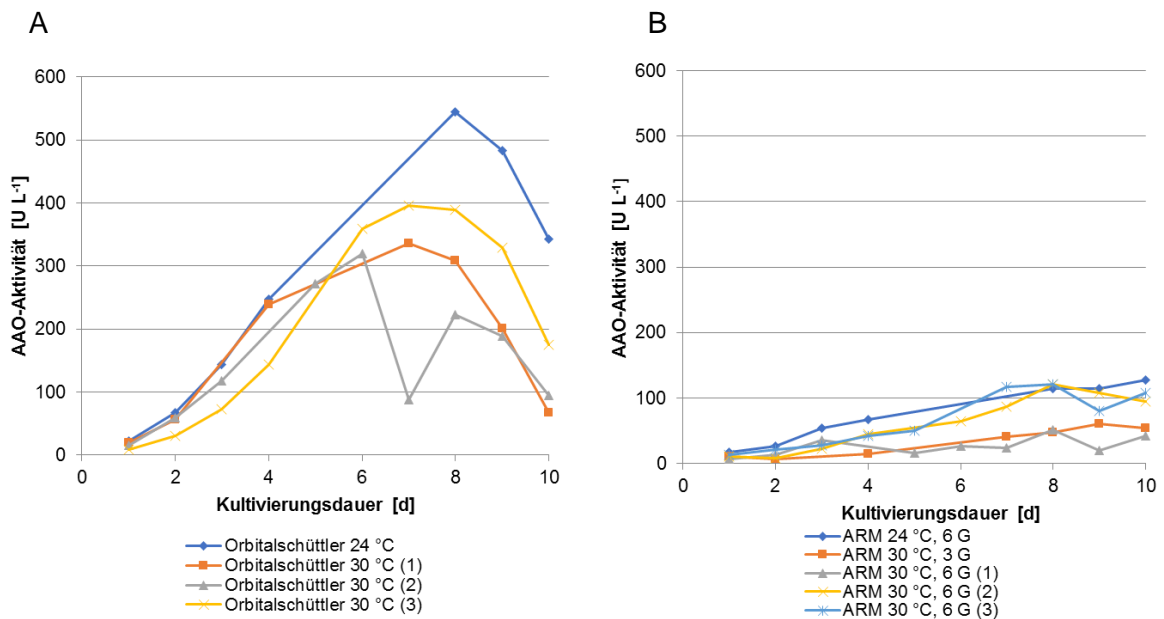 A
AAO-Aktivität [U L-1]
600
500
400
300
200
100
0
0 2 4 6 8 10
Kultivierungsdauer [d]
Orbitalschüttler 24 °C
Orbitalschüttler 30 °C (1)
Orbitalschüttler 30 °C (2)
Orbitalschüttler 30 °C (3)
B
AAO-Aktivität [U L-1]
600
500
400
300
200
100
0
0 2 4 6 8 10
Kultivierungsdauer [d]
ARM 24 °C, 6 G
ARM 30 °C, 3 G
ARM 30 °C, 6 G (1)
ARM 30 °C, 6 G (2)
ARM 30 °C, 6 G (3)